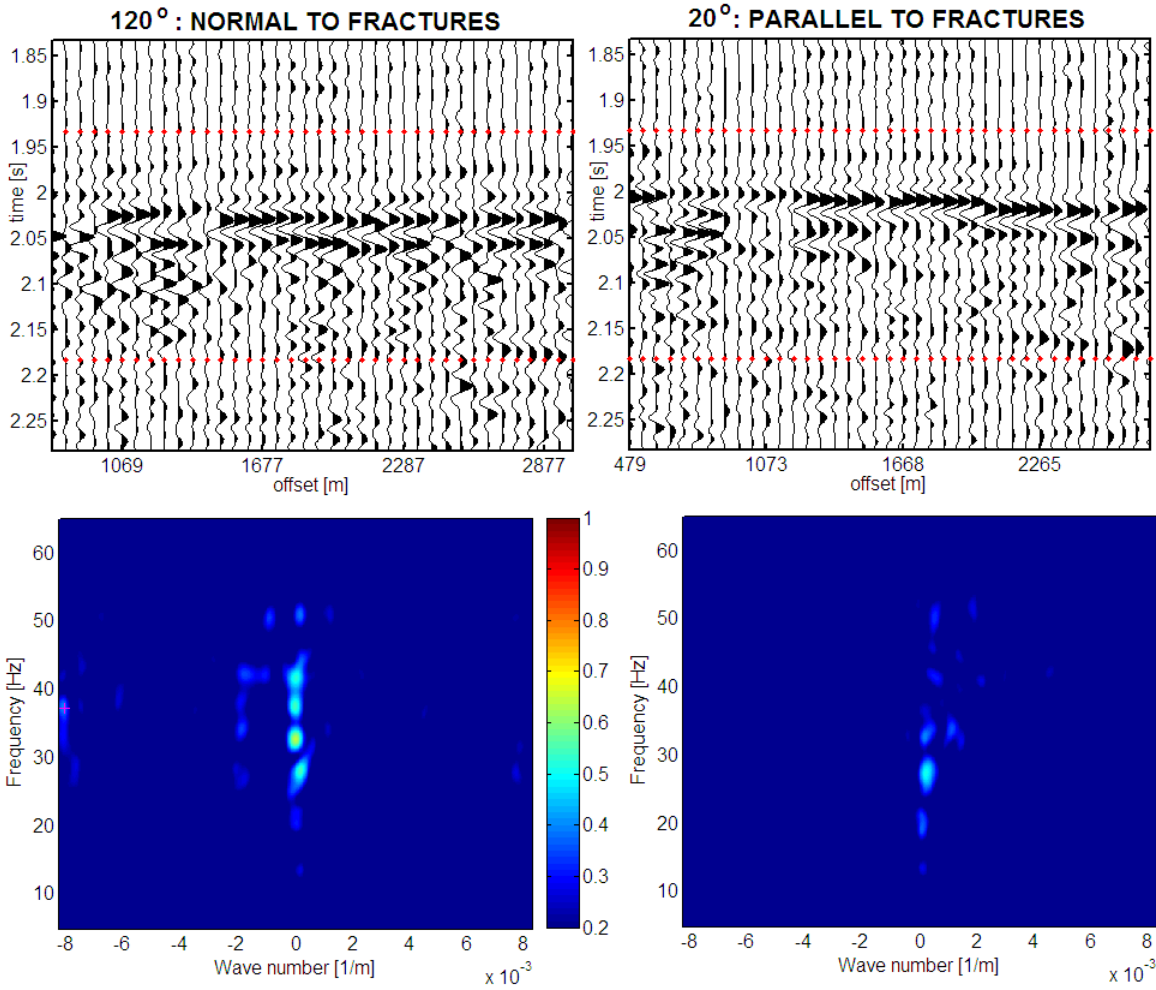 120°: NORMAL TO FRACTURES
20°: PARALLEL TO FRACTURES
1.85
1.9
1.95
2
2.05
2.1
2.15
2.2
2.25
time [s]
1069 1677 2287 2877
offset [m]
1.85
1.9
1.95
2
2.05
2.1
2.15
2.2
2.25
time [s]
479 1073 1668 2265
offset [m]
60
50
40
30
20
10
Frequency [Hz]
-8 -6 -4 -2 0 2 4 6 8
Wave number [1/m]
x 10⁻³
1
0.9
0.8
0.7
0.6
0.5
0.4
0.3
0.2
60
50
40
30
20
10
Frequency [Hz]
-8 -6 -4 -2 0 2 4 6 8
Wave number [1/m]
x 10⁻³